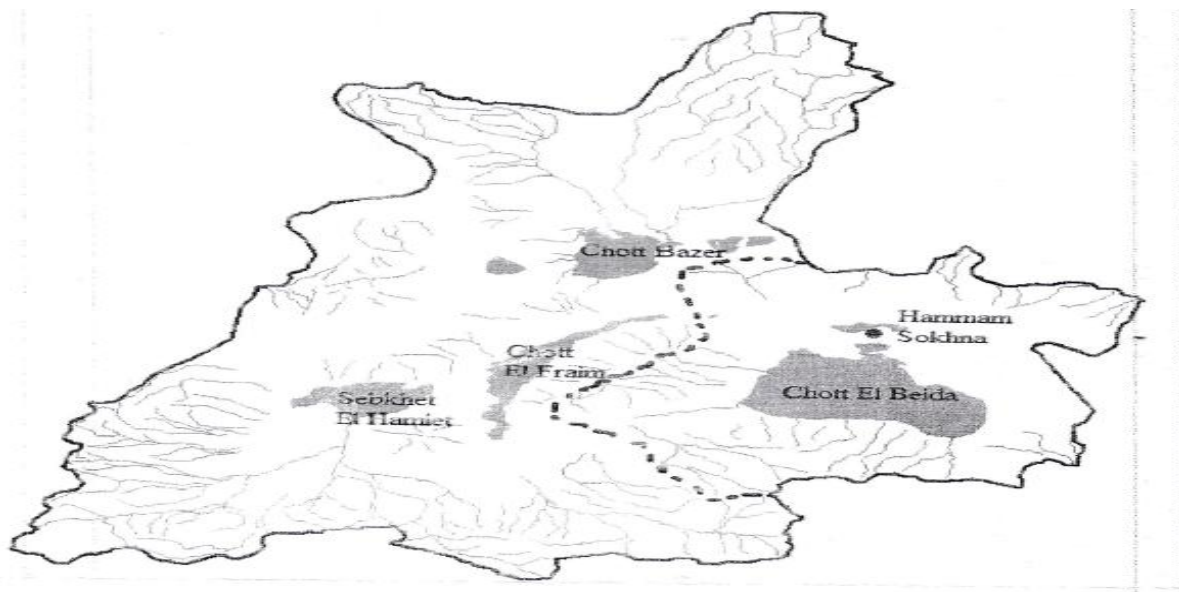 Chott Bazer
Hammam
Sokhna
Chott
El Fraim
Chott El Beida
Sebkhet
El Hamiet